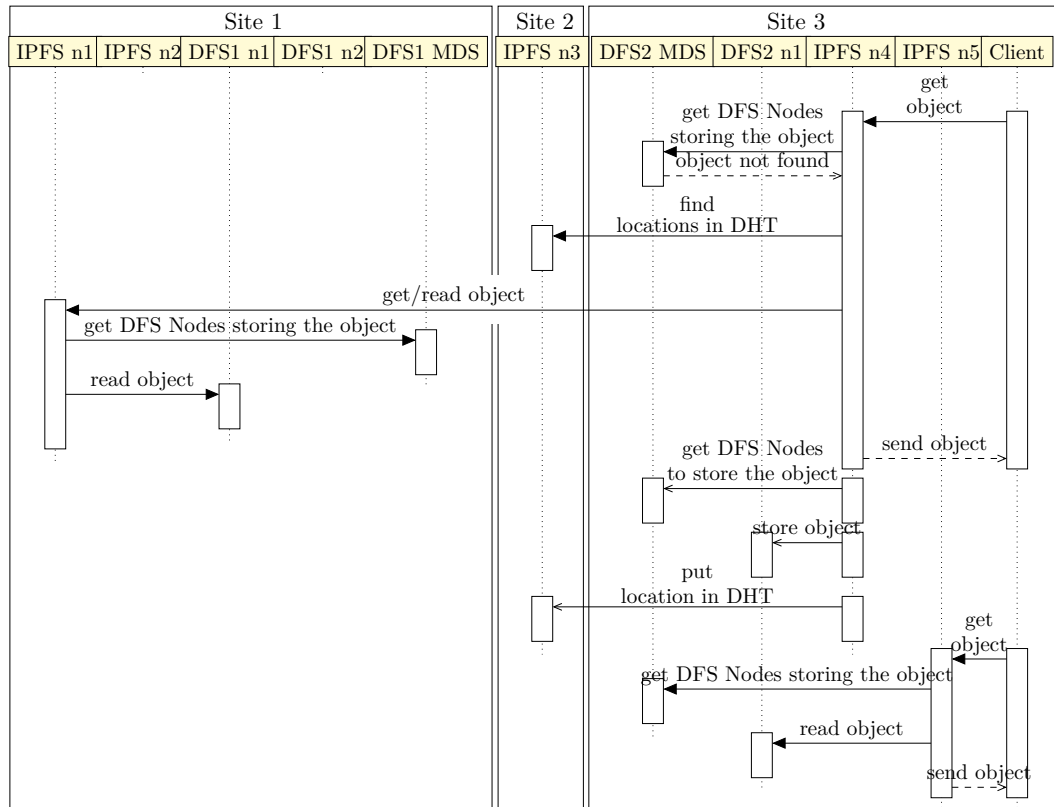 Site 1
Site 2
Site 3
IPFS n1
IPFS n2
DFS1 n1
DFS1 n2
DFS1 MDS
IPFS n3
DFS2 MDS
DFS2 n1
IPFS n4
IPFS n5
Client
get
object
get DFS Nodes
storing the object
object not found
find
locations in DHT
get/read object
get DFS Nodes storing the object
read object
send object
get DFS Nodes
to store the object
store object
put
location in DHT
get
object
get DFS Nodes storing the object
read object
send object